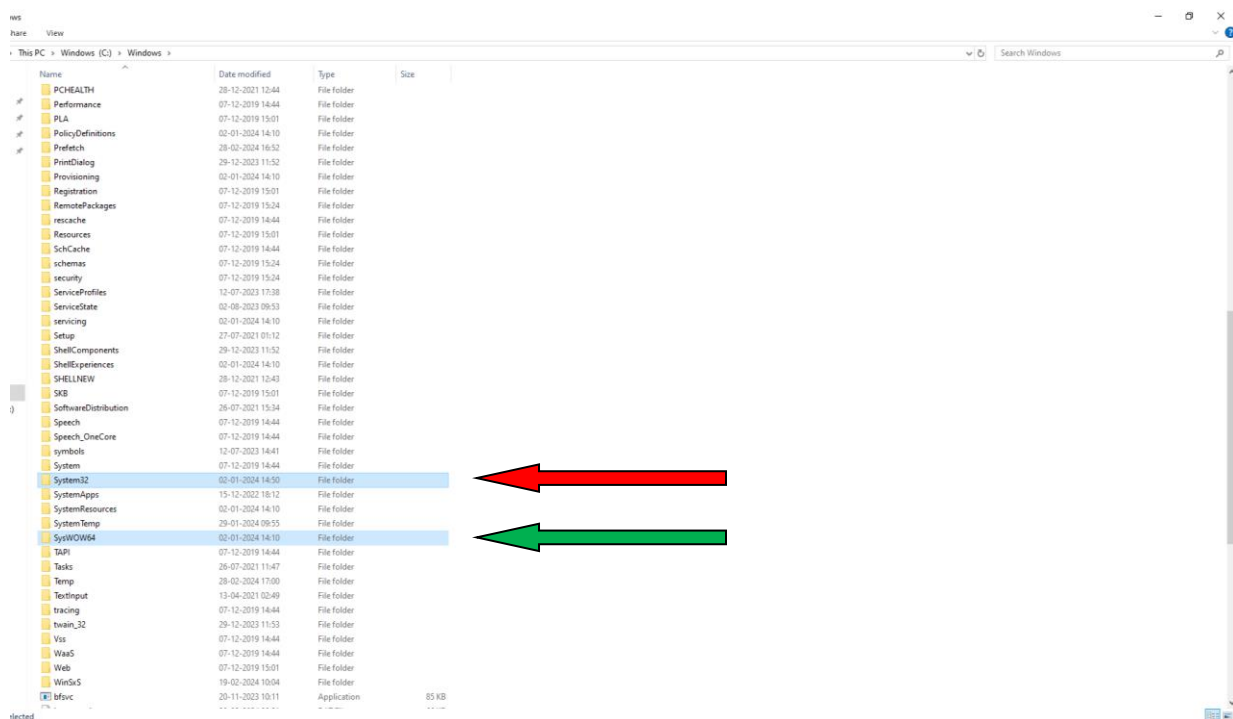 ows
hare View
This PC > Windows (C:) > Windows > Search Windows
Name Date modified Type Size
PCHEALTH 28-12-2021 12:44 File folder
Performance 07-12-2019 14:44 File folder
PLA 07-12-2019 15:01 File folder
PolicyDefinitions 02-01-2024 14:10 File folder
Prefetch 28-02-2024 16:52 File folder
PrintDialog 29-12-2023 11:52 File folder
Provisioning 02-01-2024 14:10 File folder
Registration 07-12-2019 15:01 File folder
RemotePackages 07-12-2019 15:24 File folder
rescache 07-12-2019 14:44 File folder
Resources 07-12-2019 15:01 File folder
SchCache 07-12-2019 14:44 File folder
schemas 07-12-2019 15:24 File folder
security 07-12-2019 15:24 File folder
ServiceProfiles 12-07-2023 17:38 File folder
ServiceState 02-08-2023 09:53 File folder
servicing 02-01-2024 14:10 File folder
Setup 27-07-2021 01:12 File folder
ShellComponents 29-12-2023 11:52 File folder
ShellExperiences 02-01-2024 14:10 File folder
SHELLNEW 28-12-2021 12:43 File folder
SKB 07-12-2019 15:01 File folder
SoftwareDistribution 26-07-2021 15:34 File folder
Speech 07-12-2019 14:44 File folder
Speech_OneCore 07-12-2019 14:44 File folder
symbols 12-07-2023 14:41 File folder
System 07-12-2019 14:44 File folder
System32 02-01-2024 14:50 File folder
SystemApps 15-12-2022 18:12 File folder
SystemResources 02-01-2024 14:10 File folder
SystemTemp 29-01-2024 09:55 File folder
SysWOW64 02-01-2024 14:10 File folder
TAPI 07-12-2019 14:44 File folder
Tasks 26-07-2021 11:47 File folder
Temp 28-02-2024 17:00 File folder
TextInput 13-04-2021 02:49 File folder
tracing 07-12-2019 14:44 File folder
twain_32 29-12-2023 11:53 File folder
Vss 07-12-2019 14:44 File folder
WaaS 07-12-2019 14:44 File folder
Web 07-12-2019 15:01 File folder
WinSxS 19-02-2024 10:04 File folder
bfsvc 20-11-2023 10:11 Application 85 KB
elected